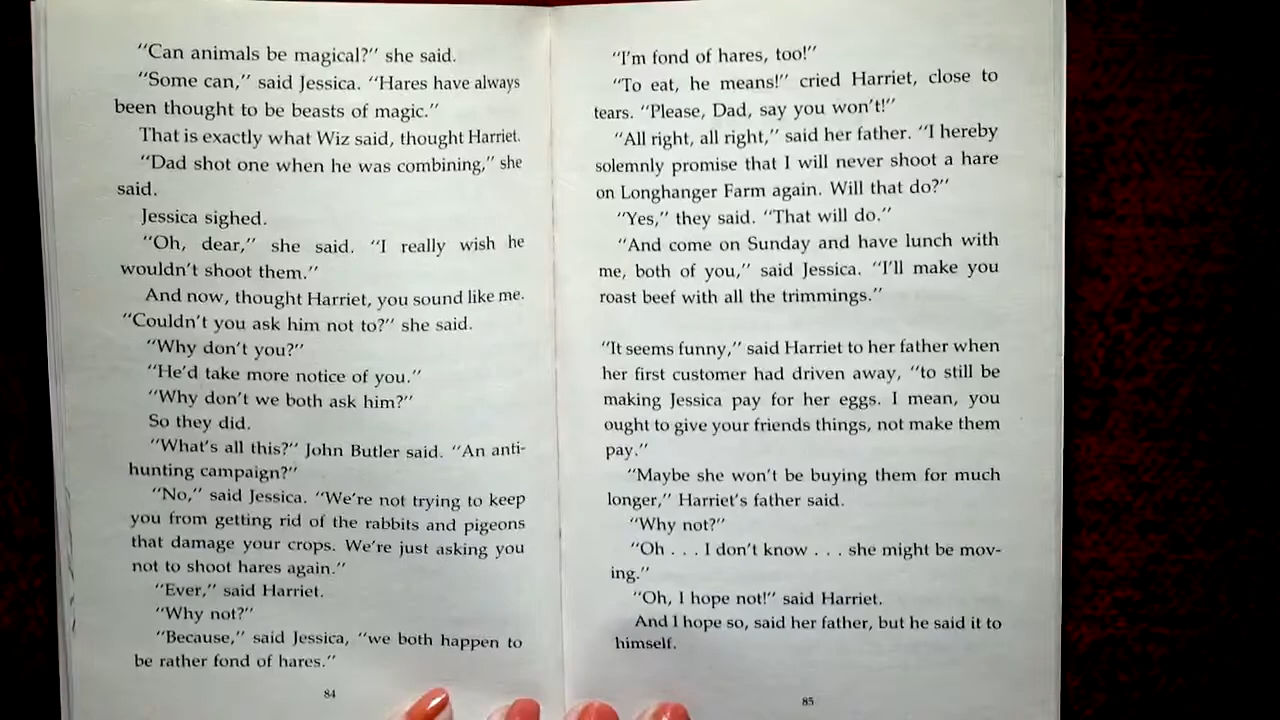 "Can animals be magical?" she said.
"Some can," said Jessica. "Hares have always
been thought to be beasts of magic."
That is exactly what Wiz said, thought Harriet.
"Dad shot one when he was combining," she
said.
Jessica sighed.
"Oh, dear," she said. "I really wish he
wouldn't shoot them."
And now, thought Harriet, you sound like me.
"Couldn't you ask him not to?" she said.
"Why don't you?"
"He'd take more notice of you."
"Why don't we both ask him?"
So they did.
"What's all this?" John Butler said. "An anti-
hunting campaign?"
"No," said Jessica. "We're not trying to keep
you from getting rid of the rabbits and pigeons
that damage your crops. We're just asking you
not to shoot hares again."
"Ever," said Harriet.
"Why not?"
"Because," said Jessica, "we both happen to
be rather fond of hares."
84
"I'm fond of hares, too!"
"To eat, he means!" cried Harriet, close to
tears. "Please, Dad, say you won't!"
"All right, all right," said her father. "I hereby
solemnly promise that I will never shoot a hare
on Longhanger Farm again. Will that do?"
"Yes," they said. "That will do."
"And come on Sunday and have lunch with
me, both of you," said Jessica. "I'll make you
roast beef with all the trimmings."
"It seems funny," said Harriet to her father when
her first customer had driven away, "to still be
making Jessica pay for her eggs. I mean, you
ought to give your friends things, not make them
pay."
"Maybe she won't be buying them for much
longer," Harriet's father said.
"Why not?"
"Oh . . . I don't know . . . she might be mov-
ing."
"Oh, I hope not!" said Harriet.
And I hope so, said her father, but he said it to
himself.
85